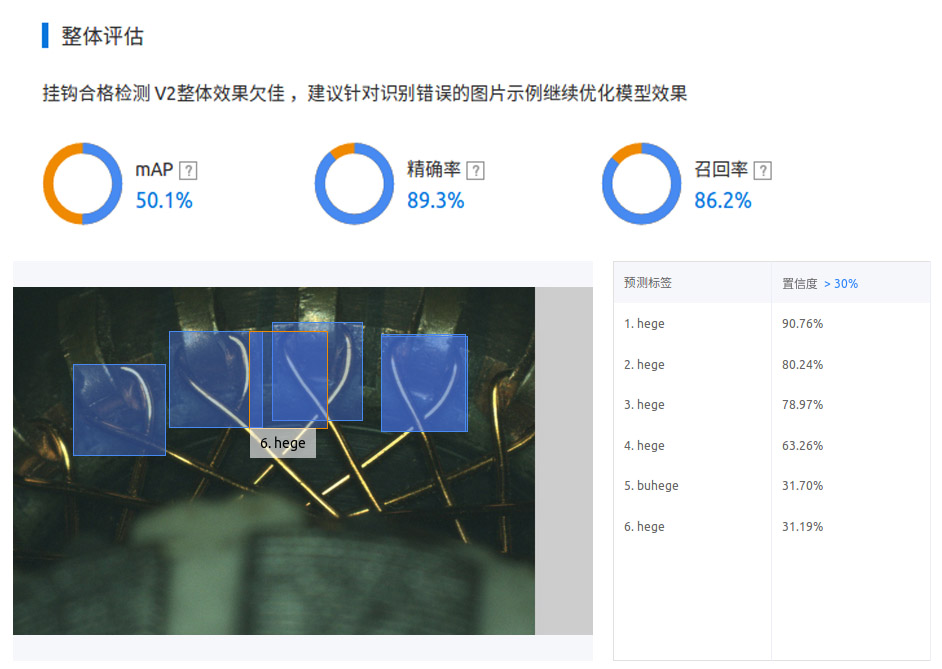 整体评估
挂钩合格检测 V2整体效果欠佳 ，建议针对识别错误的图片示例继续优化模型效果
mAP ?
50.1%
精确率 ?
89.3%
召回率 ?
86.2%
预测标签 置信度 > 30%
1. hege 90.76%
2. hege 80.24%
3. hege 78.97%
4. hege 63.26%
5. buhege 31.70%
6. hege 31.19%
6. hege